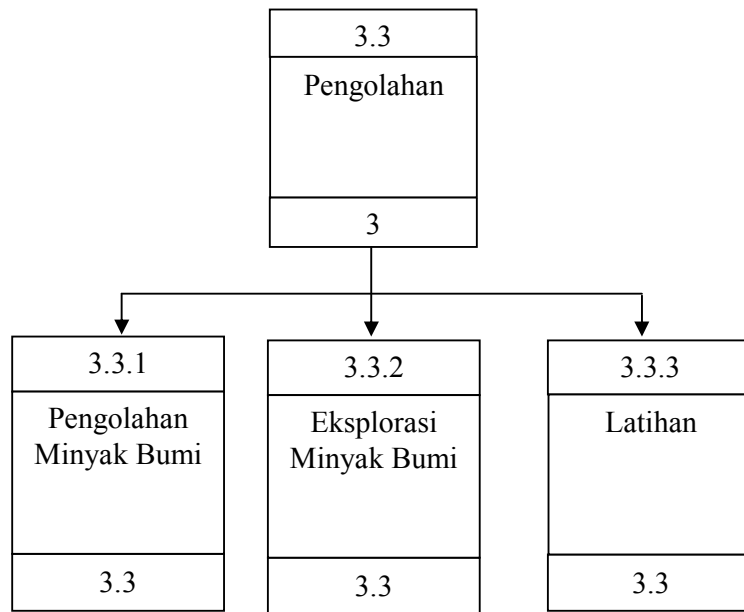 3.3
Pengolahan
3
3.3.1
Pengolahan
Minyak Bumi
3.3
3.3.2
Eksplorasi
Minyak Bumi
3.3
3.3.3
Latihan
3.3